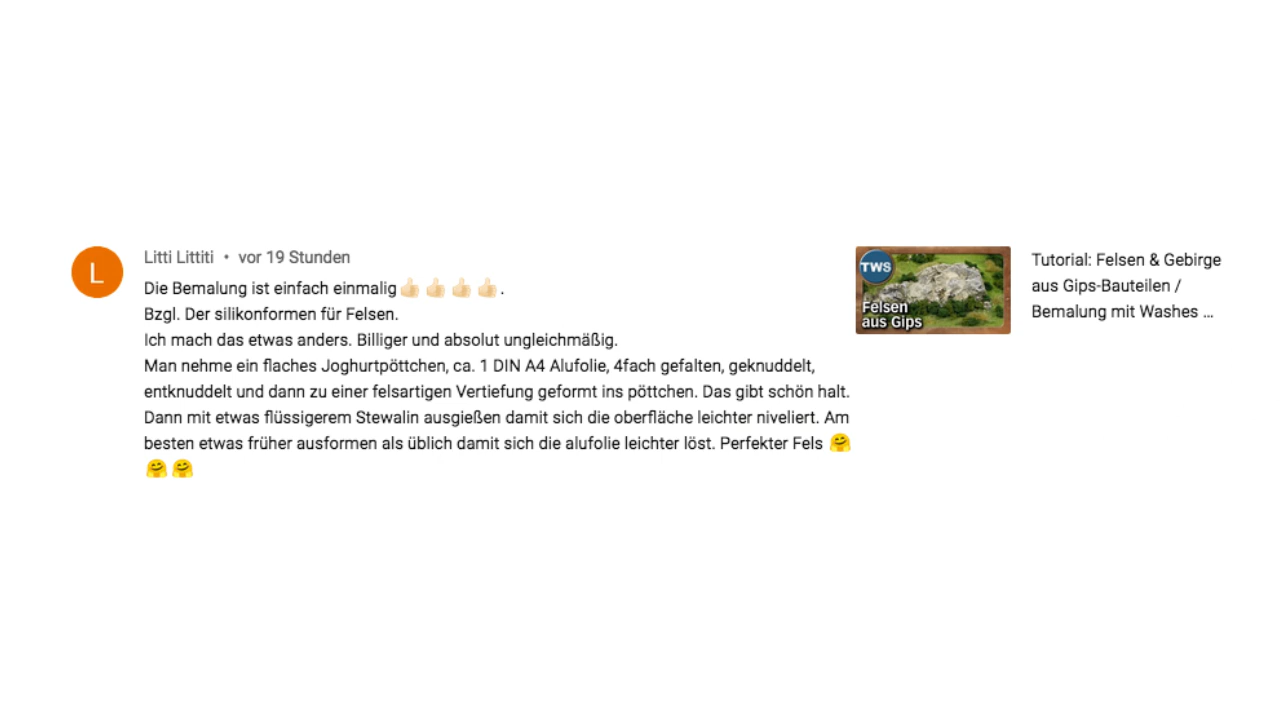 L
Litti Littiti • vor 19 Stunden
Die Bemalung ist einfach einmalig👍🏻👍🏻👍🏻👍🏻.
Bzgl. Der silikonformen für Felsen.
Ich mach das etwas anders. Billiger und absolut ungleichmäßig.
Man nehme ein flaches Joghurtpöttchen, ca. 1 DIN A4 Alufolie, 4fach gefalten, geknuddelt,
entknuddelt und dann zu einer felsartigen Vertiefung geformt ins pöttchen. Das gibt schön halt.
Dann mit etwas flüssigerem Stewalin ausgießen damit sich die oberfläche leichter niveliert. Am
besten etwas früher ausformen als üblich damit sich die alufolie leichter löst. Perfekter Fels 🤗
🤗🤗
TWS
Felsen
aus Gips
Tutorial: Felsen & Gebirge
aus Gips-Bauteilen /
Bemalung mit Washes ...